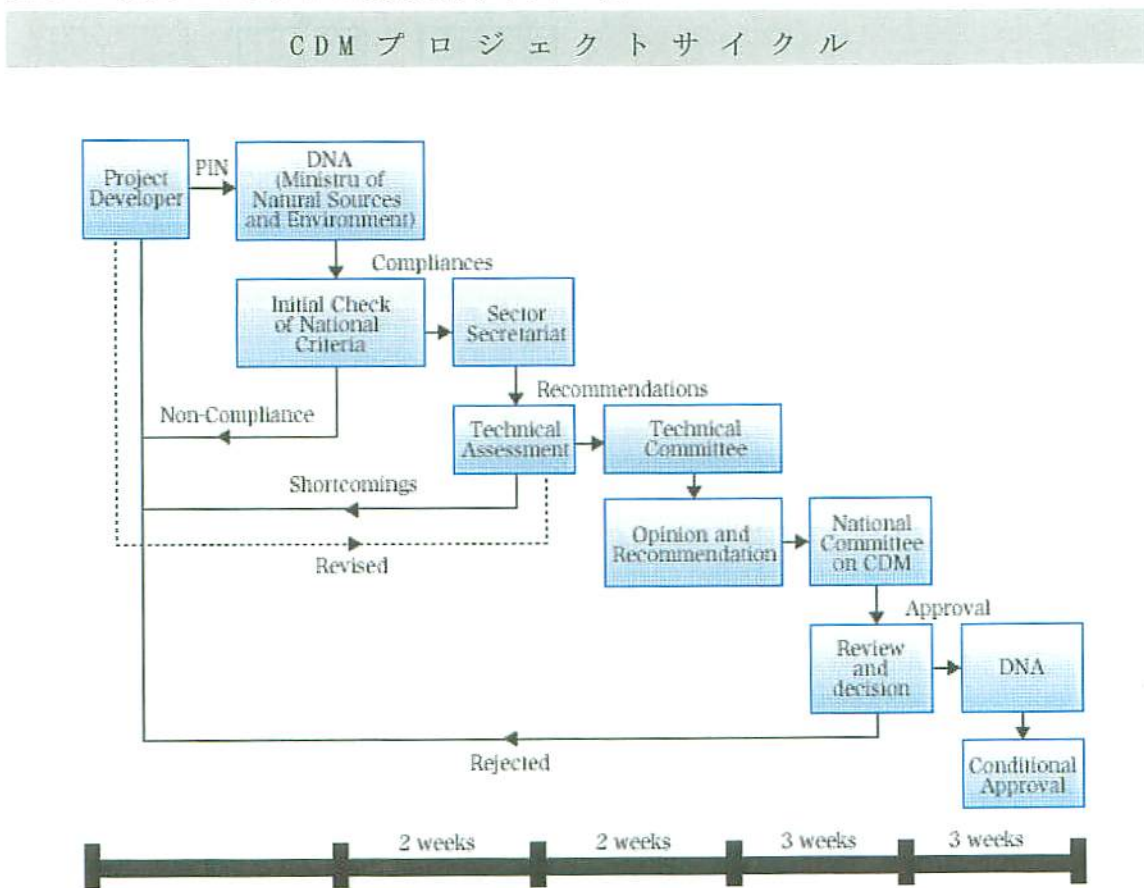 CDM プロジェクトサイクル
Project
Developer
PIN
DNA
(Ministru of
Natural Sources
and Environment)
Compliances
Initial Check
of National
Criteria
Sector
Secretariat
Recommendations
Non-Compliance
Technical
Assessment
Technical
Committee
Shortcomings
Opinion and
Recommendation
National
Committee
on CDM
Revised
Approval
Review
and
decision
DNA
Rejected
Conditional
Approval
2 weeks
2 weeks
3 weeks
3 weeks